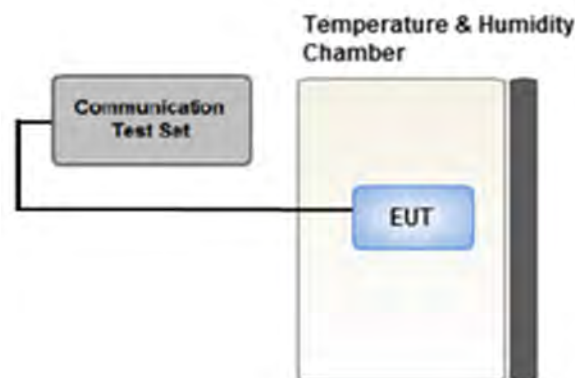 Temperature & Humidity
Chamber
Communication
Test Set
EUT